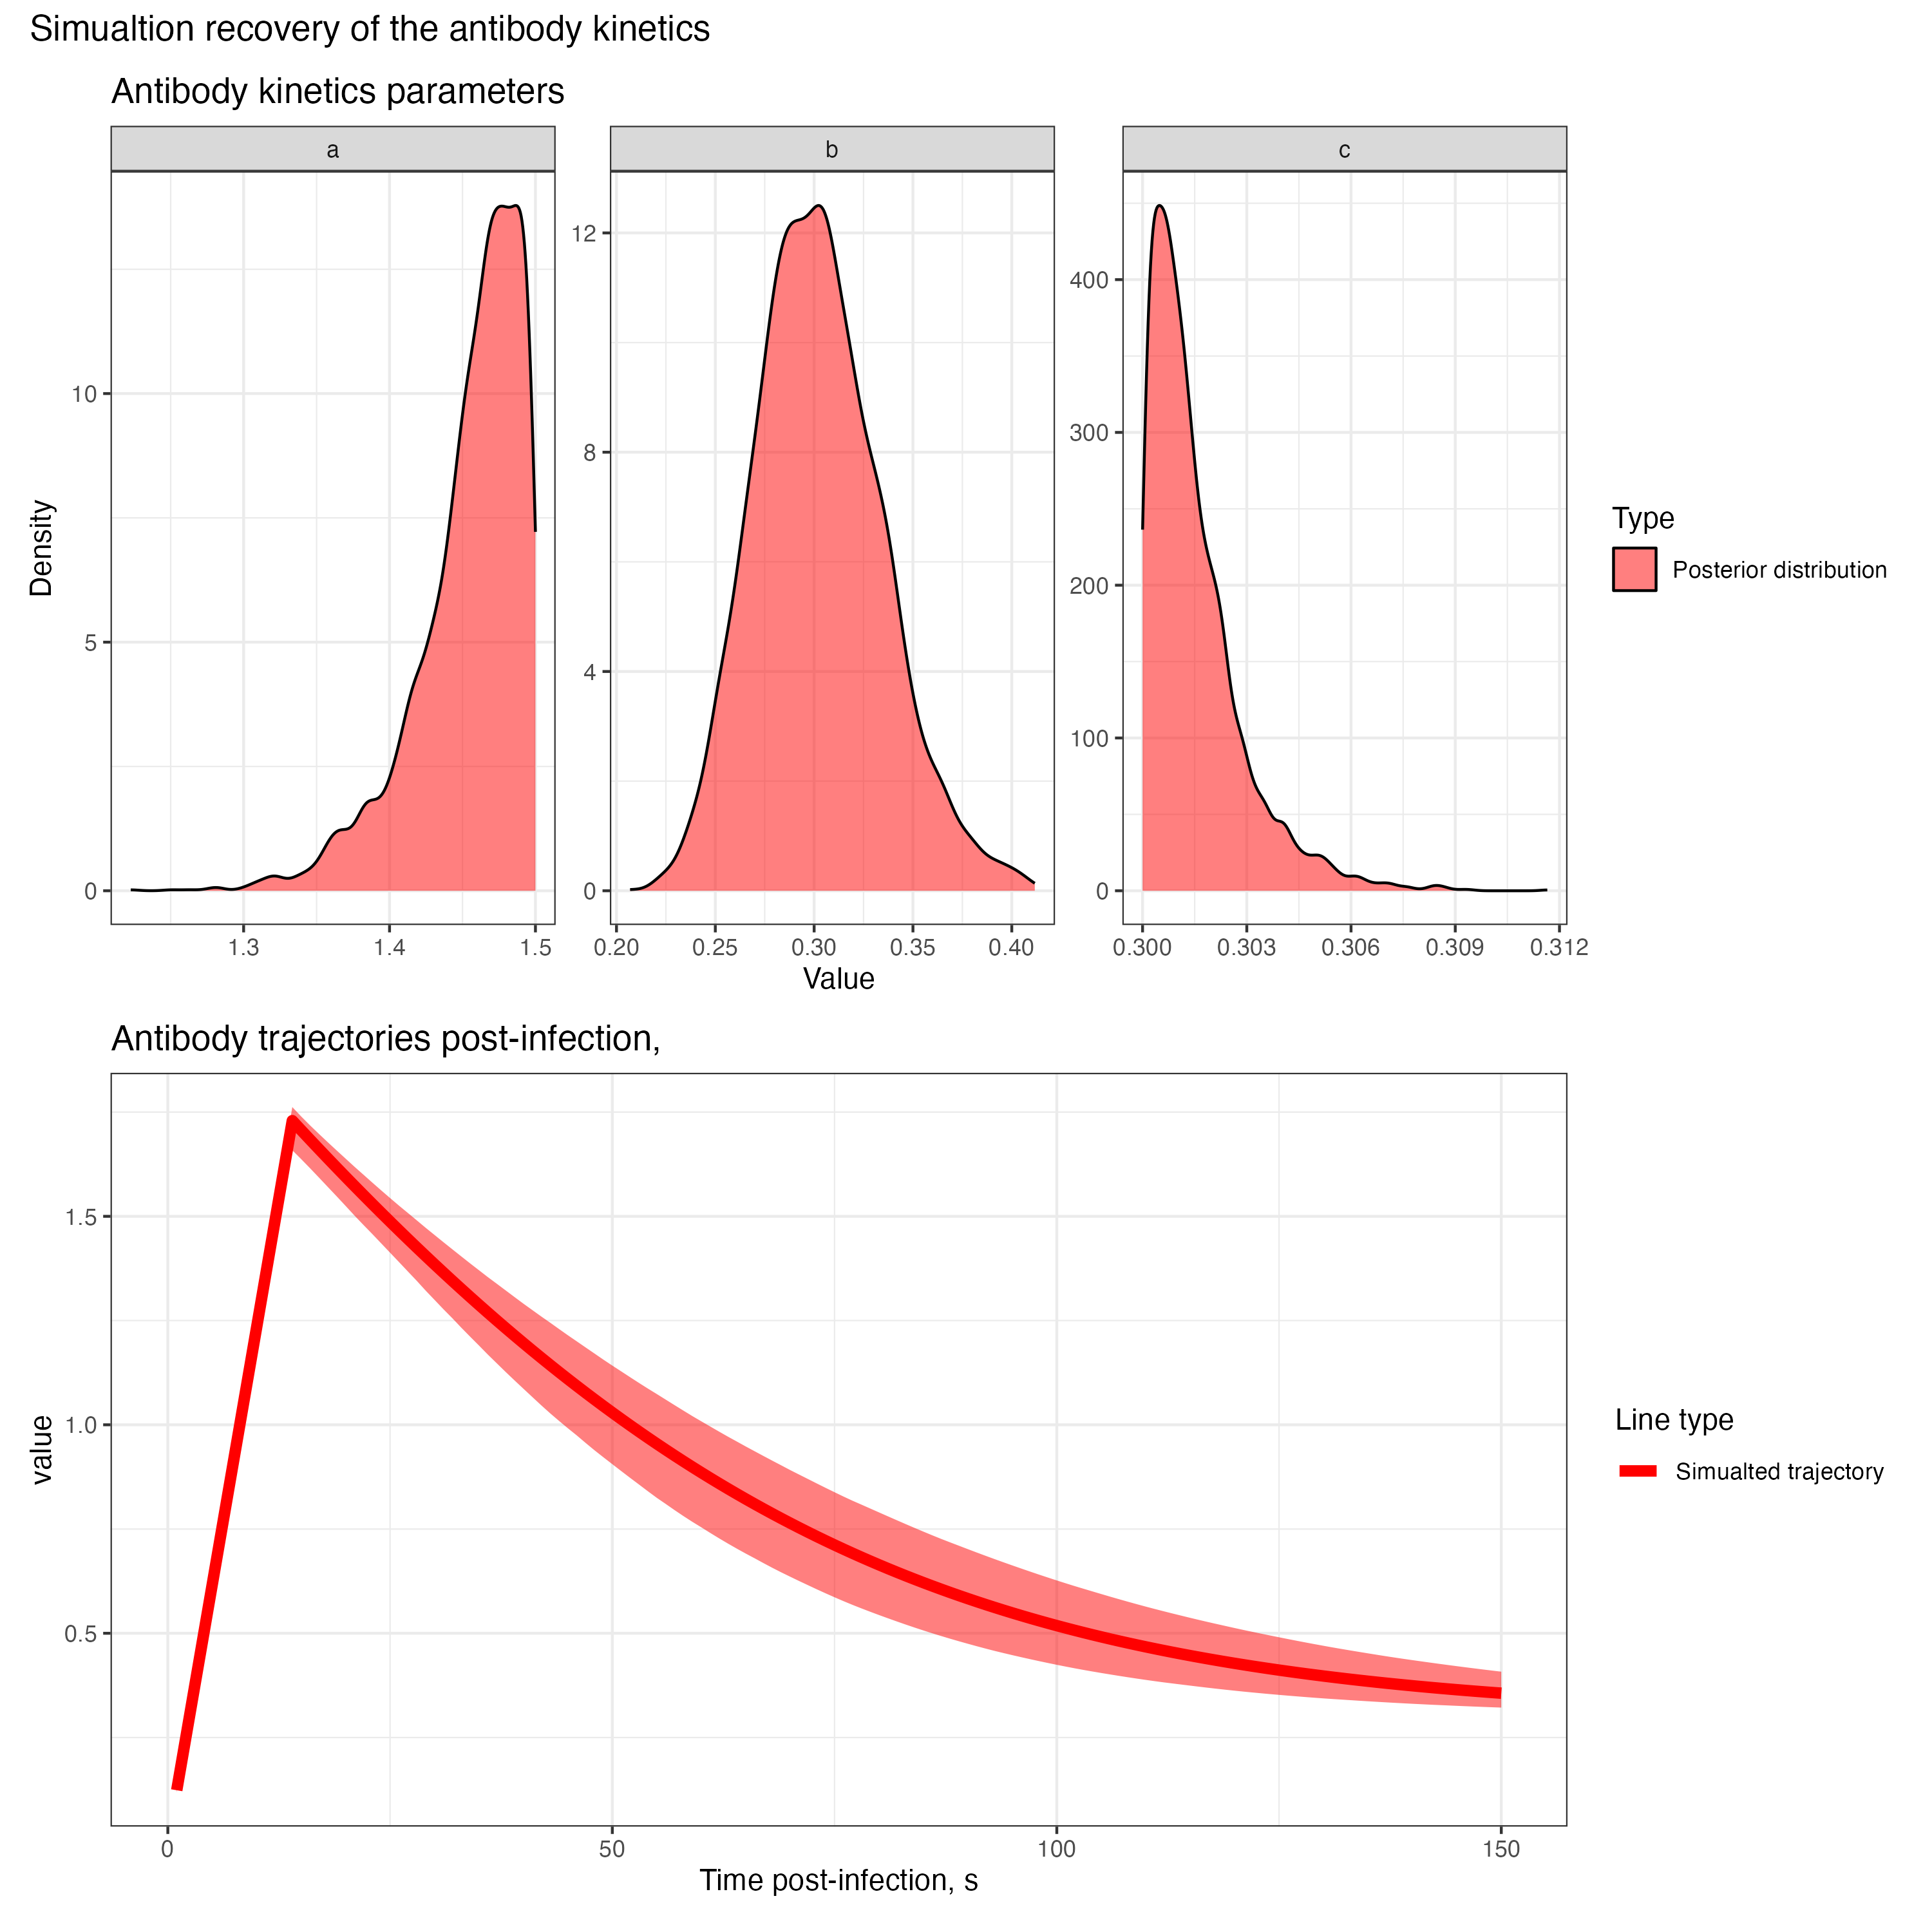 Simualtion recovery of the antibody kinetics
Antibody kinetics parameters
a b c
Density
0 5 10
0 4 8 12
0 100 200 300 400
1.3 1.4 1.5
0.20 0.25 0.30 0.35 0.40
0.300 0.303 0.306 0.309 0.312
Value
Type
Posterior distribution
Antibody trajectories post-infection,
value
0.5 1.0 1.5
0 50 100 150
Time post-infection, s
Line type
Simualted trajectory